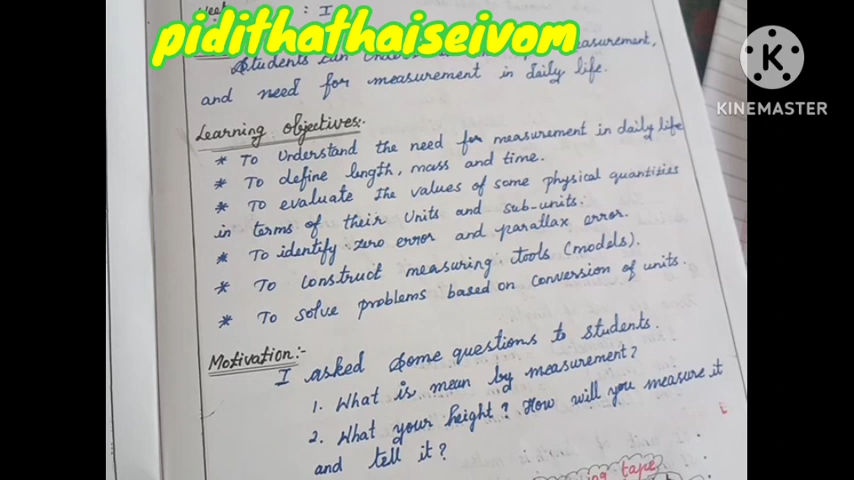 Week : I
pidithathaiseivom
Students can measurement,
and need for measurement in daily life.
Learning objectives:-
* To Understand the need for measurement in daily life
* To define length, mass and time.
* To evaluate the values of some physical quantities
in terms of their Units and sub-units.
* To identify zero error and parallax error.
* To construct measuring tools (models).
* To solve problems based on conversion of units.
Motivation:-
I asked some questions to students.
1. What is mean by measurement?
2. What your height? How will you measure it
and tell it?
tape
K
KINEMASTER